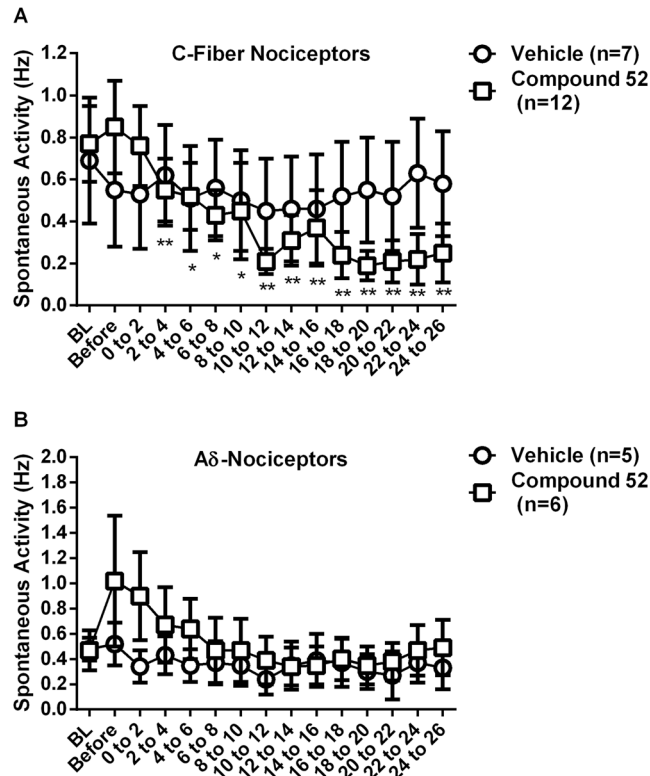 A
C-Fiber Nociceptors
Vehicle (n=7)
Compound 52
(n=12)
Spontaneous Activity (Hz)
1.2
1.0
0.8
0.6
0.4
0.2
0.0
** * * * ** ** ** ** ** ** ** **
BL
Before
0 to 2
2 to 4
4 to 6
6 to 8
8 to 10
10 to 12
12 to 14
14 to 16
16 to 18
18 to 20
20 to 22
22 to 24
24 to 26
B
Aδ-Nociceptors
Vehicle (n=5)
Compound 52
(n=6)
Spontaneous Activity (Hz)
2.0
1.8
1.6
1.4
1.2
1.0
0.8
0.6
0.4
0.2
0.0
BL
Before
0 to 2
2 to 4
4 to 6
6 to 8
8 to 10
10 to 12
12 to 14
14 to 16
16 to 18
18 to 20
20 to 22
22 to 24
24 to 26